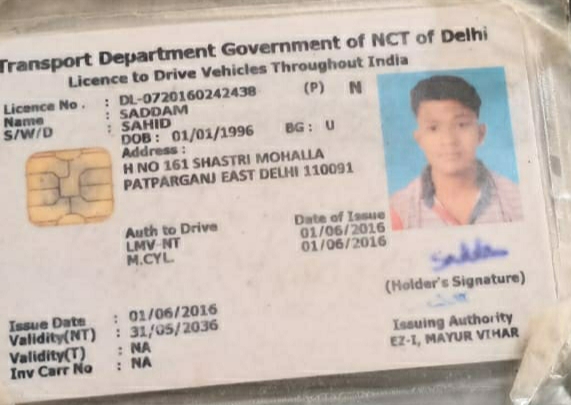 Transport Department Government of NCT of Delhi
Licence to Drive Vehicles Throughout India
Licence No. : DL-0720160242438 (P) N
Name : SADDAM
S/W/D : SAHID
DOB : 01/01/1996 BG : U
Address :
H NO 161 SHASTRI MOHALLA
PATPARGANJ EAST DELHI 110091
Auth to Drive Date of Issue
LMV-NT 01/06/2016
M.CYL. 01/06/2016
Saddam
(Holder's Signature)
Issue Date : 01/06/2016
Validity(NT) : 31/05/2036
Validity(T) : NA
Inv Carr No : NA
Issuing Authority
EZ-I, MAYUR VIHAR